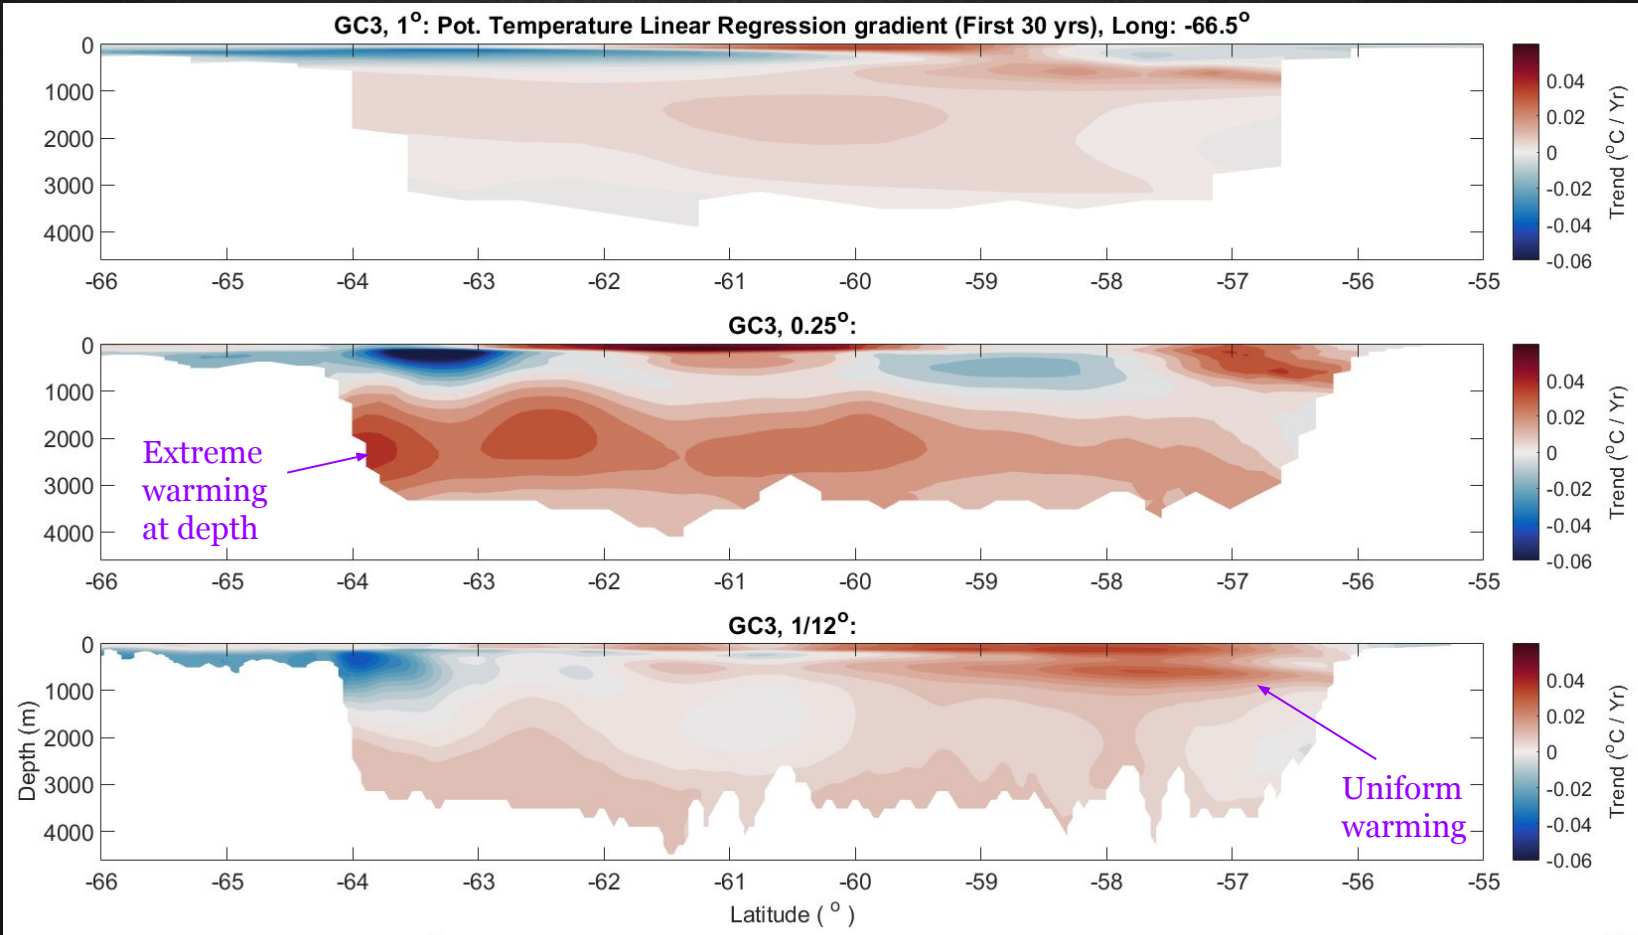 GC3, 1°: Pot. Temperature Linear Regression gradient (First 30 yrs), Long: -66.5°
0
1000
2000
3000
4000
-66 -65 -64 -63 -62 -61 -60 -59 -58 -57 -56 -55
0.04
0.02
0
-0.02
-0.04
-0.06
Trend (°C / Yr)
GC3, 0.25°:
0
1000
2000
3000
4000
Extreme
warming
at depth
-66 -65 -64 -63 -62 -61 -60 -59 -58 -57 -56 -55
0.04
0.02
0
-0.02
-0.04
-0.06
Trend (°C / Yr)
GC3, 1/12°:
Depth (m)
0
1000
2000
3000
4000
Uniform
warming
-66 -65 -64 -63 -62 -61 -60 -59 -58 -57 -56 -55
Latitude ( ° )
0.04
0.02
0
-0.02
-0.04
-0.06
Trend (°C / Yr)